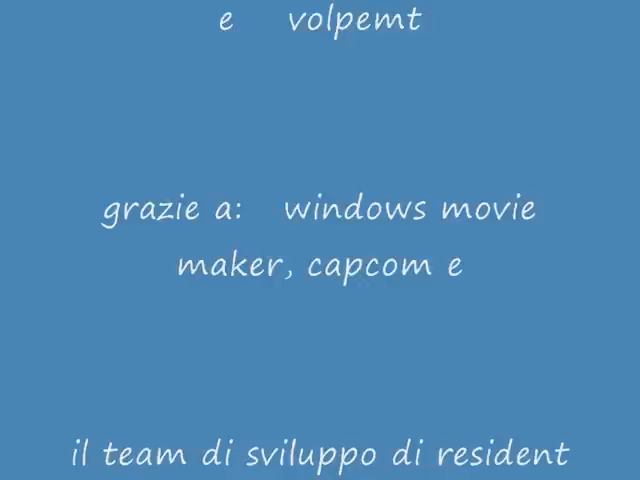 e volpemt
grazie a: windows movie
maker, capcom e
il team di sviluppo di resident